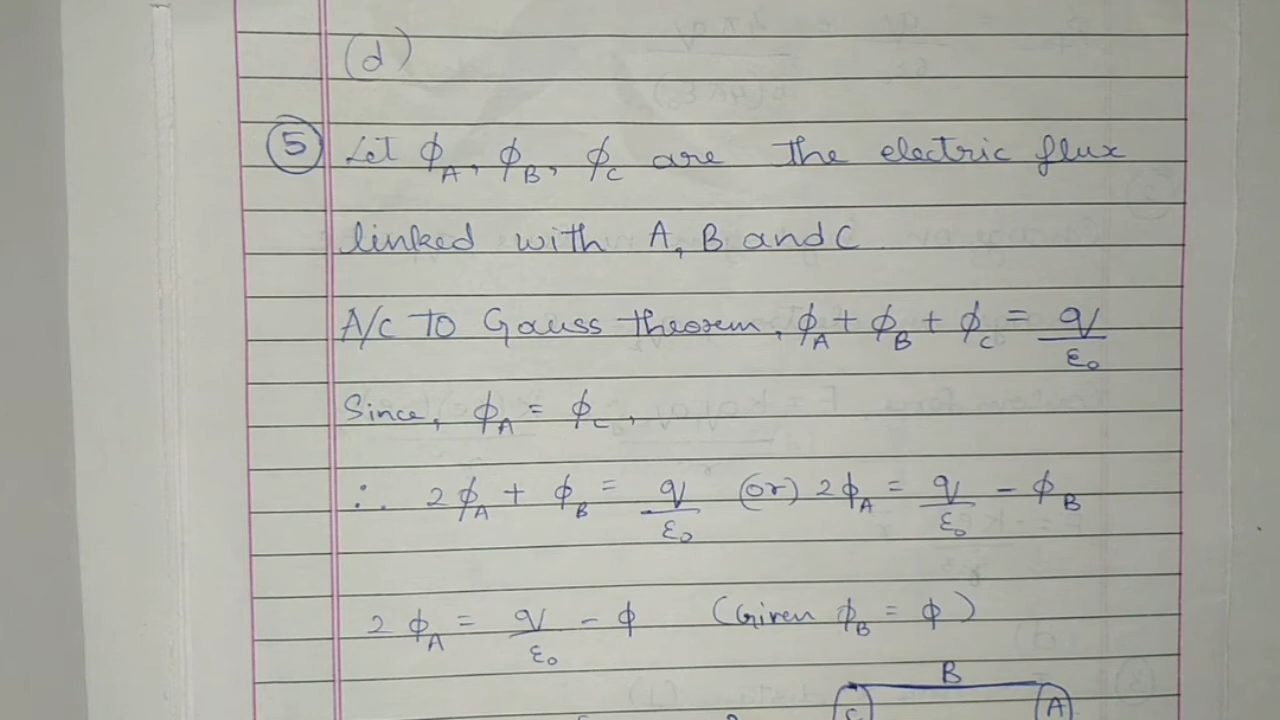 (d)
5 Let ϕA, ϕB, ϕC are the electric flux
linked with A, B and C
A/c To Gauss theorem, ϕA + ϕB + ϕC = q/ε₀
Since, ϕA = ϕC,
∴ 2ϕA + ϕB = q/ε₀ (or) 2ϕA = q/ε₀ - ϕB
2ϕA = q/ε₀ - ϕ (Given ϕB = ϕ)
B
C A